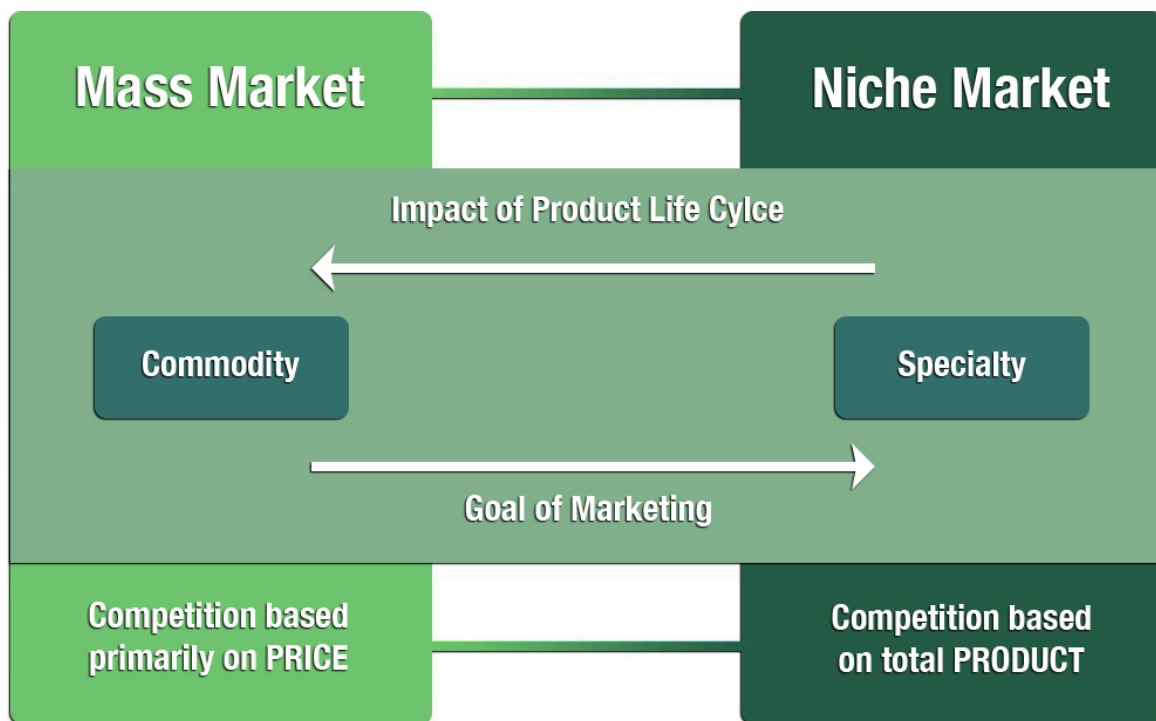 Mass Market
Niche Market
Impact of Product Life Cylce
Commodity
Specialty
Goal of Marketing
Competition based
primarily on PRICE
Competition based
on total PRODUCT